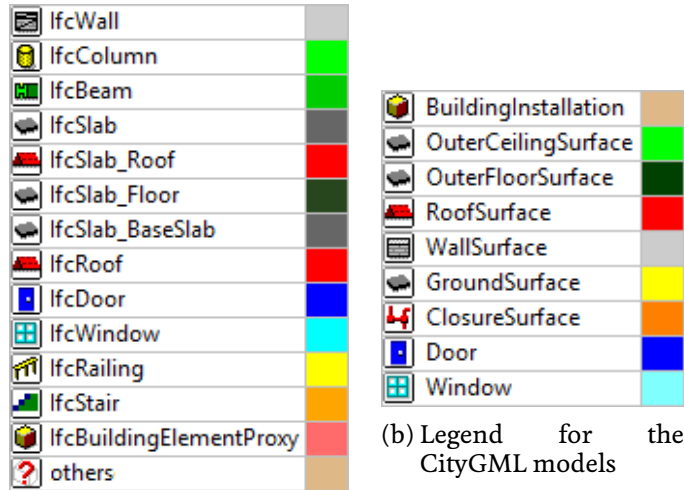 IfcWall
IfcColumn
IfcBeam
IfcSlab
IfcSlab_Roof
IfcSlab_Floor
IfcSlab_BaseSlab
IfcRoof
IfcDoor
IfcWindow
IfcRailing
IfcStair
IfcBuildingElementProxy
others
BuildingInstallation
OuterCeilingSurface
OuterFloorSurface
RoofSurface
WallSurface
GroundSurface
ClosureSurface
Door
Window
(b) Legend for the
CityGML models